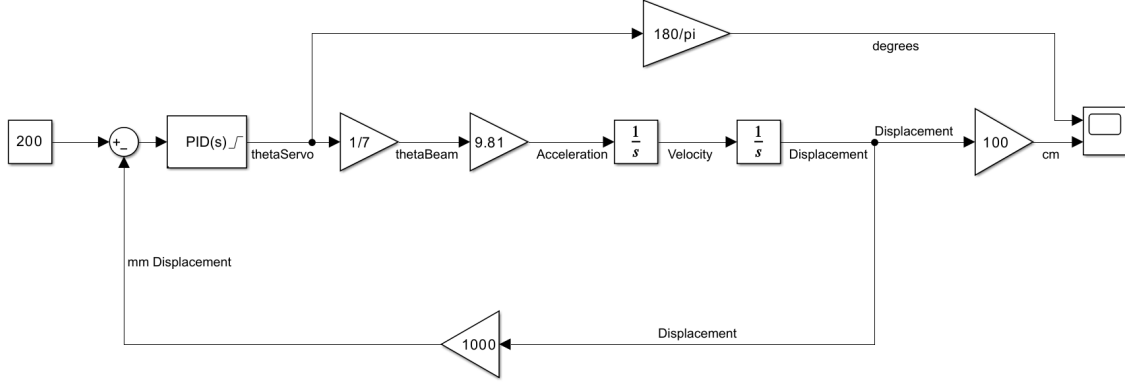 180/pi
degrees
200
+
−
PID(s)
thetaServo
1/7
thetaBeam
9.81
Acceleration
1
s
Velocity
1
s
Displacement
Displacement
100
cm
mm Displacement
1000
Displacement